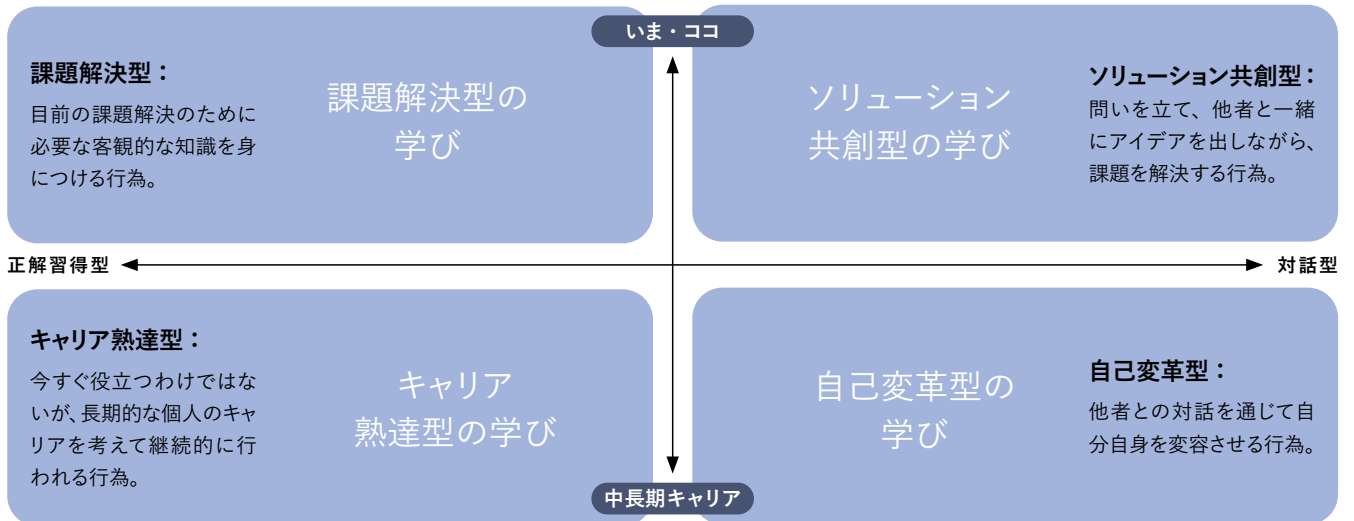 いま・ココ
課題解決型：
目前の課題解決のために
必要な客観的な知識を身
につける行為。
課題解決型の
学び
ソリューション
共創型の学び
ソリューション共創型：
問いを立て、他者と一緒
にアイデアを出しながら、
課題を解決する行為。
正解習得型
対話型
キャリア熟達型：
今すぐ役立つわけではな
いが、長期的な個人のキャ
リアを考えて継続的に行
われる行為。
キャリア
熟達型の学び
自己変革型の
学び
自己変革型：
他者との対話を通じて自
分自身を変容させる行為。
中長期キャリア